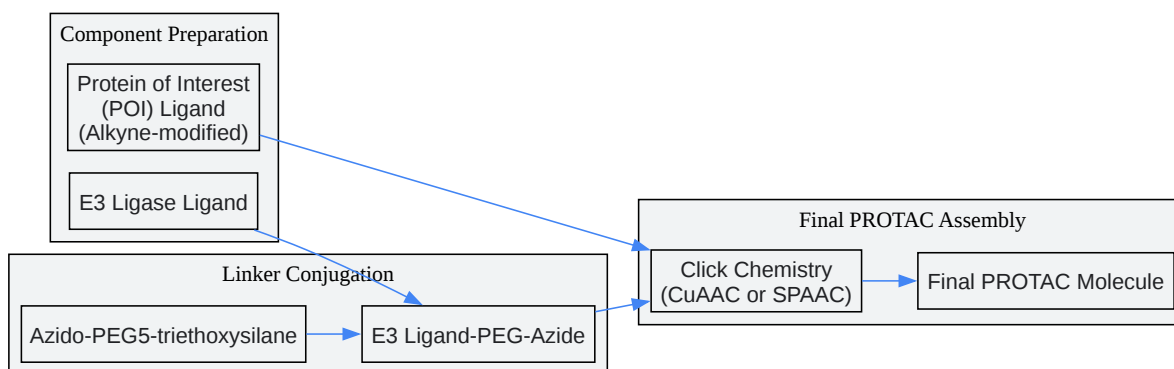 Component Preparation
Protein of Interest
(POI) Ligand
(Alkyne-modified)
E3 Ligase Ligand
Linker Conjugation
Azido-PEG5-triethoxysilane
E3 Ligand-PEG-Azide
Final PROTAC Assembly
Click Chemistry
(CuAAC or SPAAC)
Final PROTAC Molecule